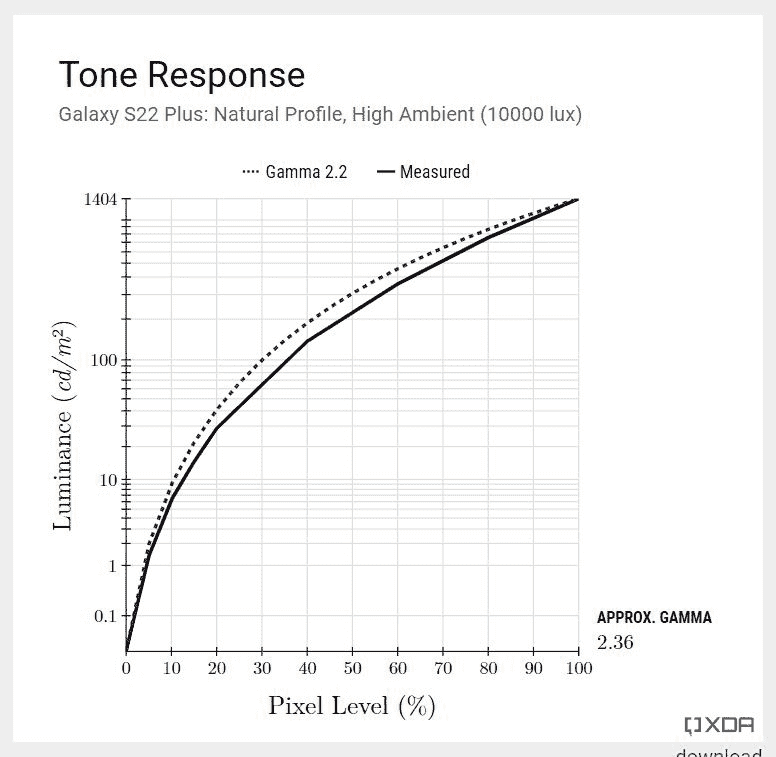 Tone Response
Galaxy S22 Plus: Natural Profile, High Ambient (10000 lux)
Gamma 2.2 Measured
1404
100
10
1
0.1
Luminance (cd/m²)
0 10 20 30 40 50 60 70 80 90 100
Pixel Level (%)
APPROX. GAMMA
2.36
XDA
download